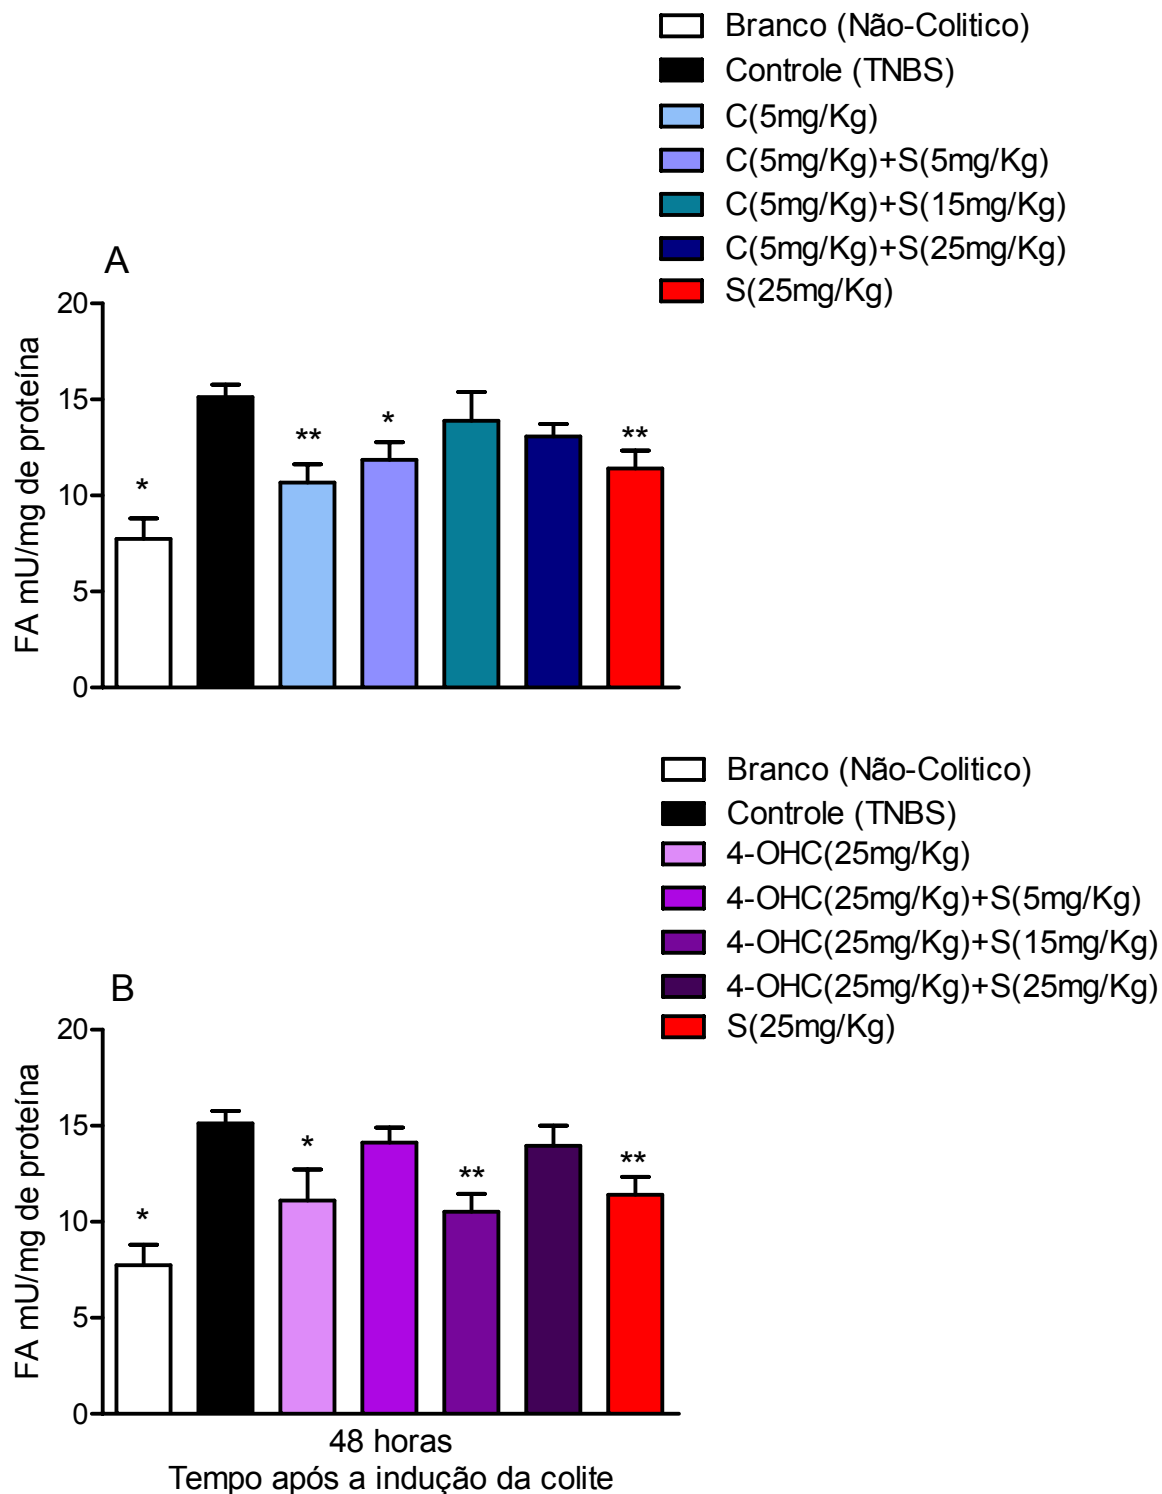 Branco (Não-Colitico)
Controle (TNBS)
C(5mg/Kg)
C(5mg/Kg)+S(5mg/Kg)
C(5mg/Kg)+S(15mg/Kg)
C(5mg/Kg)+S(25mg/Kg)
S(25mg/Kg)
A
FA mU/mg de proteína
20
15
10
5
0
*
**
*
**
Branco (Não-Colitico)
Controle (TNBS)
4-OHC(25mg/Kg)
4-OHC(25mg/Kg)+S(5mg/Kg)
4-OHC(25mg/Kg)+S(15mg/Kg)
4-OHC(25mg/Kg)+S(25mg/Kg)
S(25mg/Kg)
B
FA mU/mg de proteína
20
15
10
5
0
*
*
**
**
48 horas
Tempo após a indução da colite